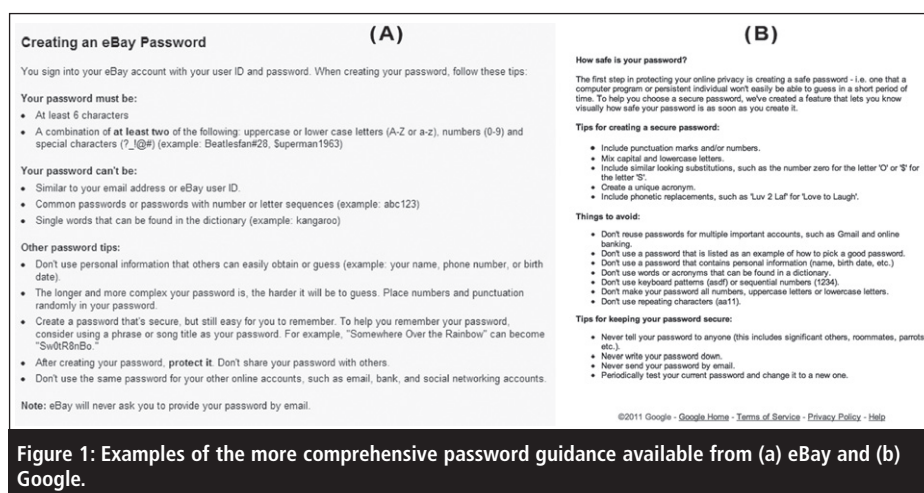 (A)
Creating an eBay Password
You sign into your eBay account with your user ID and password. When creating your password, follow these tips:
Your password must be:
• At least 6 characters
• A combination of at least two of the following: uppercase or lower case letters (A-Z or a-z), numbers (0-9) and
special characters (?_!@#) (example: Beatlesfan#28, $uperman1963)
Your password can't be:
• Similar to your email address or eBay user ID.
• Common passwords or passwords with number or letter sequences (example: abc123)
• Single words that can be found in the dictionary (example: kangaroo)
Other password tips:
• Don't use personal information that others can easily obtain or guess (example: your name, phone number, or birth
date).
• The longer and more complex your password is, the harder it will be to guess. Place numbers and punctuation
randomly in your password.
• Create a password that's secure, but still easy for you to remember. To help you remember your password,
consider using a phrase or song title as your password. For example, "Somewhere Over the Rainbow" can become
"Sw0tR8nBo."
• After creating your password, protect it. Don't share your password with others.
• Don't use the same password for your other online accounts, such as email, bank, and social networking accounts.
Note: eBay will never ask you to provide your password by email.
(B)
How safe is your password?
The first step in protecting your online privacy is creating a safe password - i.e. one that a
computer program or persistent individual won't easily be able to guess in a short period of
time. To help you choose a secure password, we've created a feature that lets you know
visually how safe your password is as soon as you create it.
Tips for creating a secure password:
• Include punctuation marks and/or numbers.
• Mix capital and lowercase letters.
• Include similar looking substitutions, such as the number zero for the letter 'O' or '$' for
the letter 'S'.
• Create a unique acronym.
• Include phonetic replacements, such as 'Luv 2 Laf' for 'Love to Laugh'.
Things to avoid:
• Don't reuse passwords for multiple important accounts, such as Gmail and online
banking.
• Don't use a password that is listed as an example of how to pick a good password.
• Don't use a password that contains personal information (name, birth date, etc.)
• Don't use words or acronyms that can be found in a dictionary.
• Don't use keyboard patterns (asdf) or sequential numbers (1234).
• Don't make your password all numbers, uppercase letters or lowercase letters.
• Don't use repeating characters (aa11).
Tips for keeping your password secure:
• Never tell your password to anyone (this includes significant others, roommates, parrots,
etc.).
• Never write your password down.
• Never send your password by email.
• Periodically test your current password and change it to a new one.
©2011 Google - Google Home - Terms of Service - Privacy Policy - Help
Figure 1: Examples of the more comprehensive password guidance available from (a) eBay and (b)
Google.